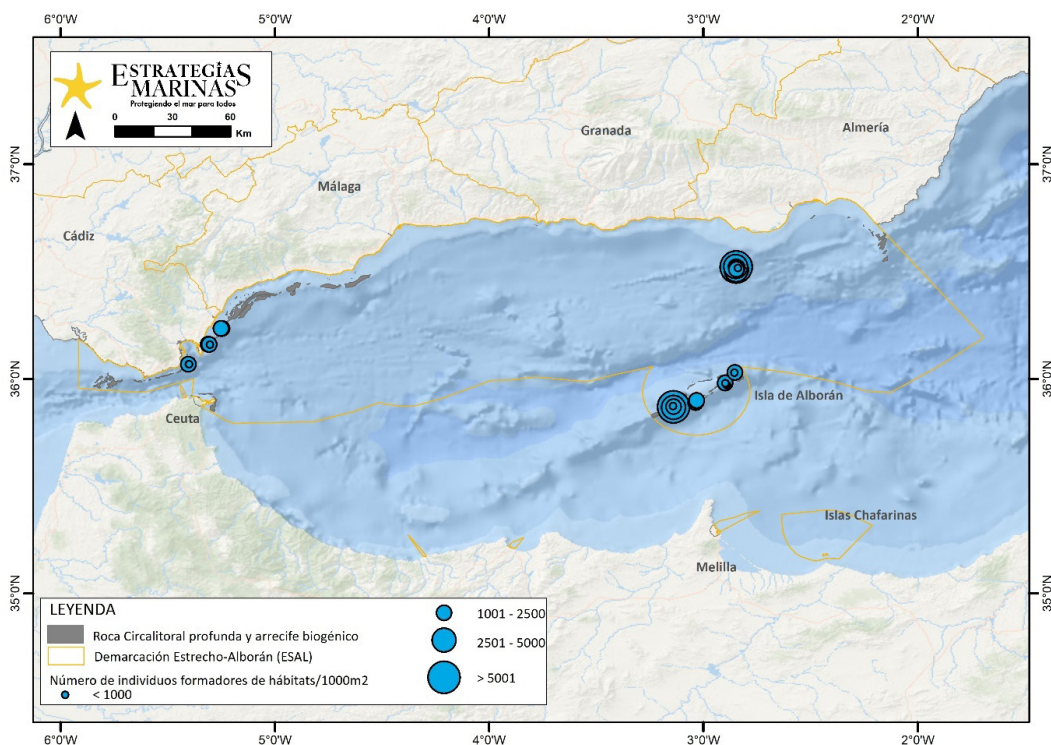 6°0'W 5°0'W 4°0'W 3°0'W 2°0'W
ESTRATEGIAS
MARINAS
Protegiendo el mar para todos
0 30 60
Km
37°0'N
37°0'N
36°0'N
36°0'N
35°0'N
35°0'N
Granada
Almería
Málaga
Cádiz
Ceuta
Isla de Alborán
Islas Chafarinas
Melilla
LEYENDA
Roca Circalitoral profunda y arrecife biogénico
Demarcación Estrecho-Alborán (ESAL)
Número de individuos formadores de hábitats/1000m2
< 1000
1001 - 2500
2501 - 5000
> 5001
6°0'W 5°0'W 4°0'W 3°0'W 2°0'W